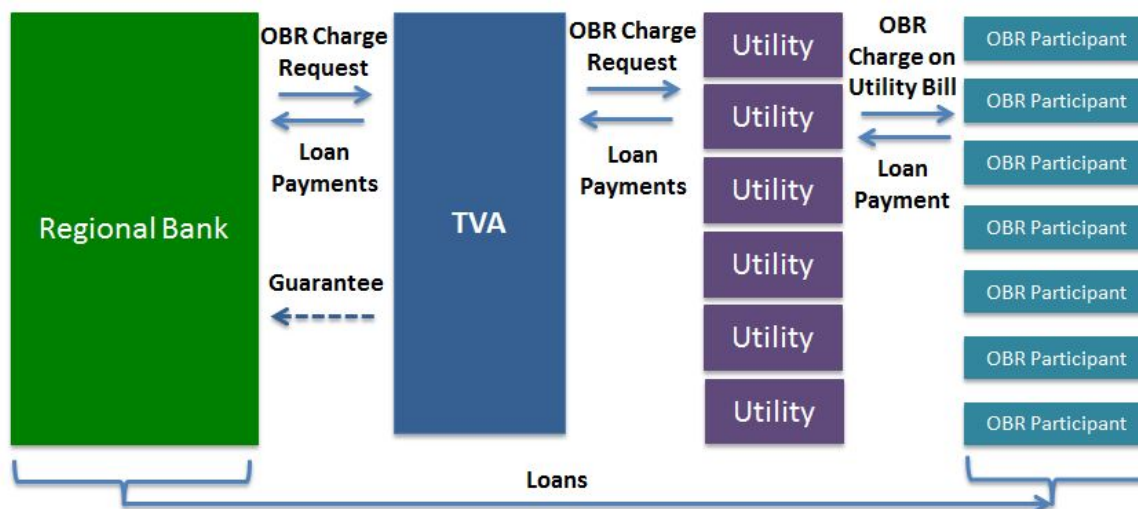 Regional Bank
OBR Charge
Request
Loan
Payments
Guarantee
TVA
OBR Charge
Request
Loan
Payments
Utility
Utility
Utility
Utility
Utility
Utility
OBR
Charge on
Utility Bill
Loan
Payment
OBR Participant
OBR Participant
OBR Participant
OBR Participant
OBR Participant
OBR Participant
OBR Participant
Loans